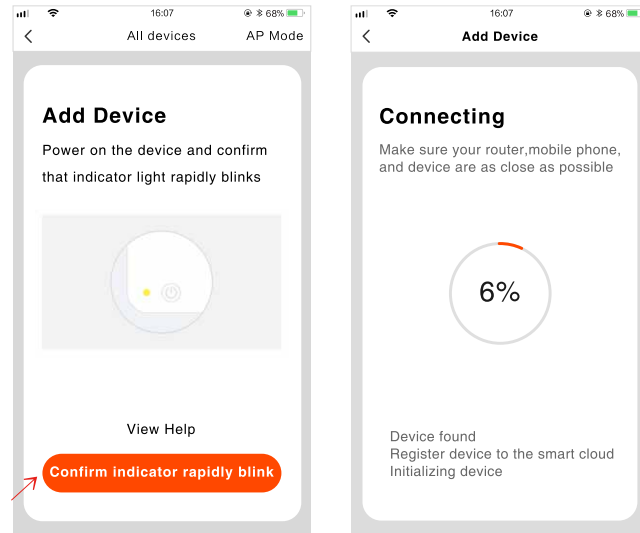 16:07
68%
All devices
AP Mode
Add Device
Power on the device and confirm
that indicator light rapidly blinks
View Help
Confirm indicator rapidly blink
16:07
68%
Add Device
Connecting
Make sure your router,mobile phone,
and device are as close as possible
6%
Device found
Register device to the smart cloud
Initializing device